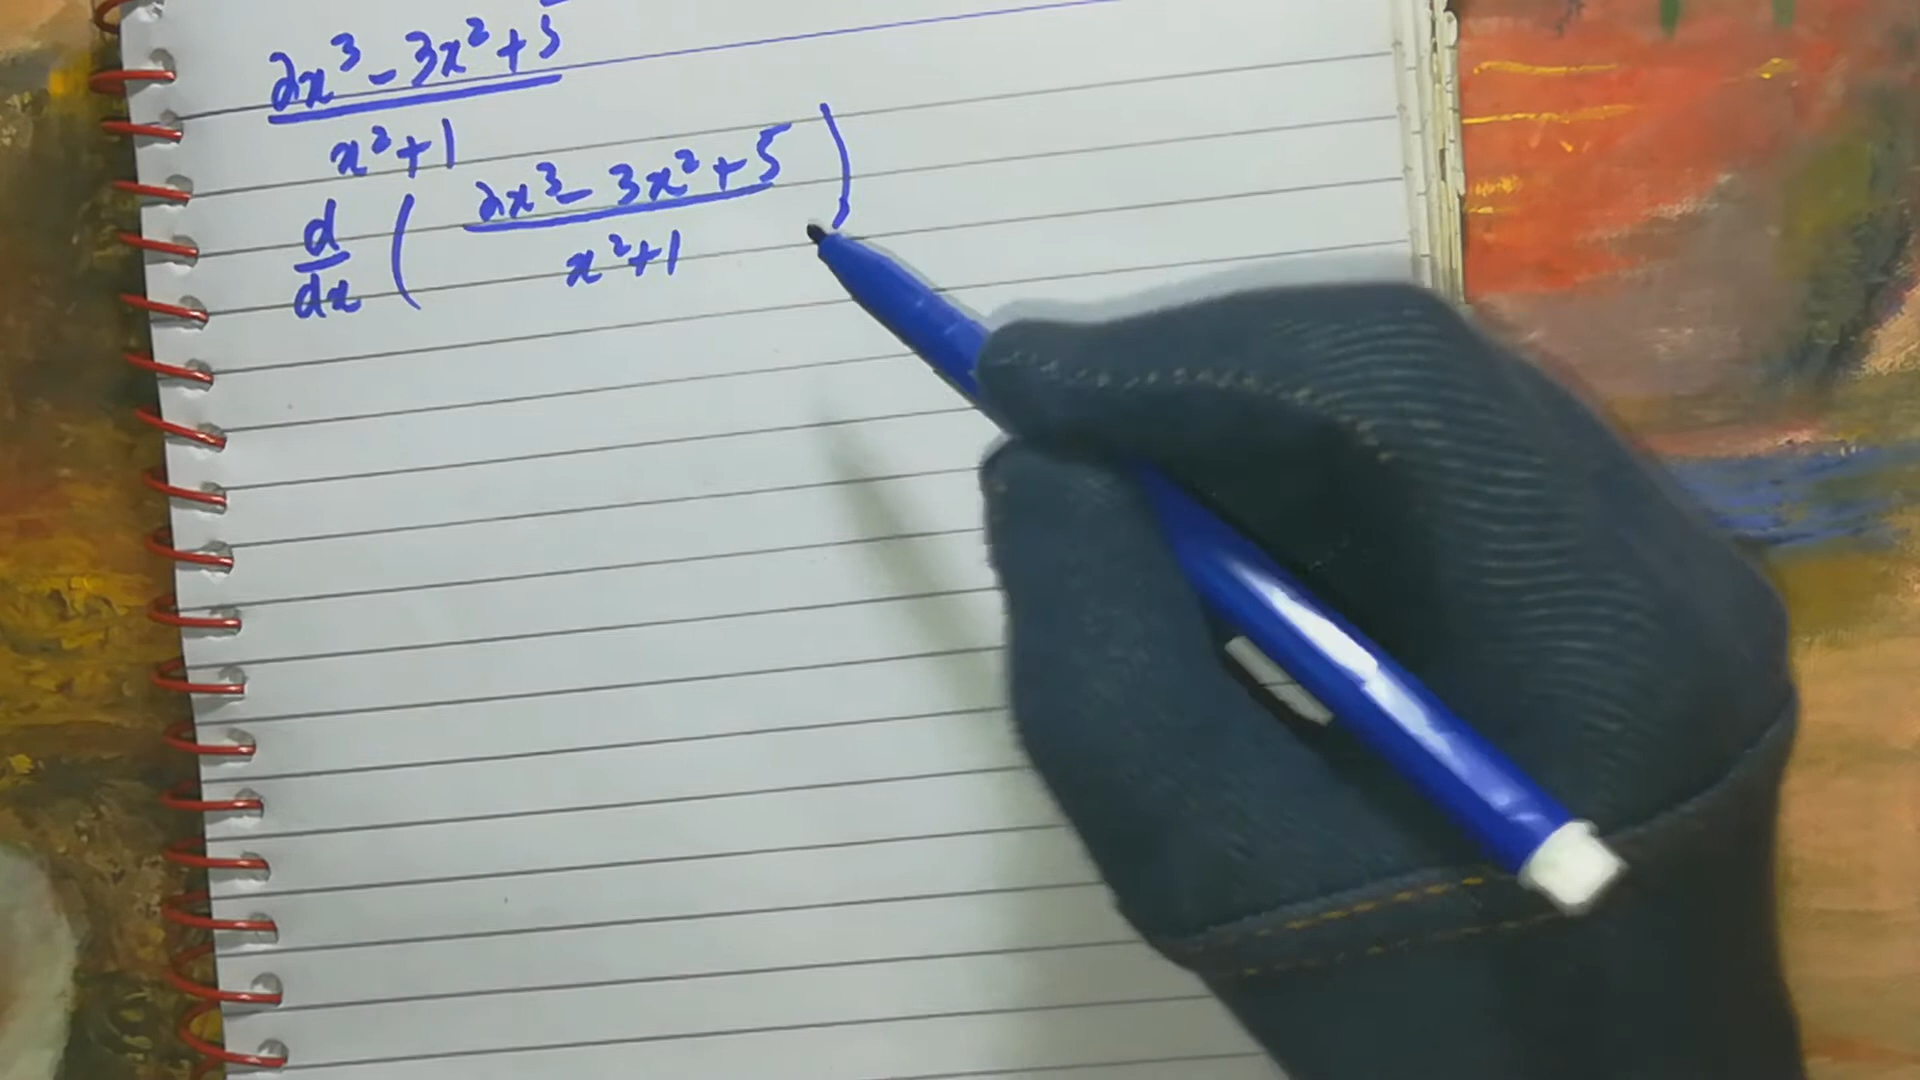 2x³ - 3x² + 5
x² + 1
d/dx ( (2x³ - 3x² + 5)/(x² + 1) )